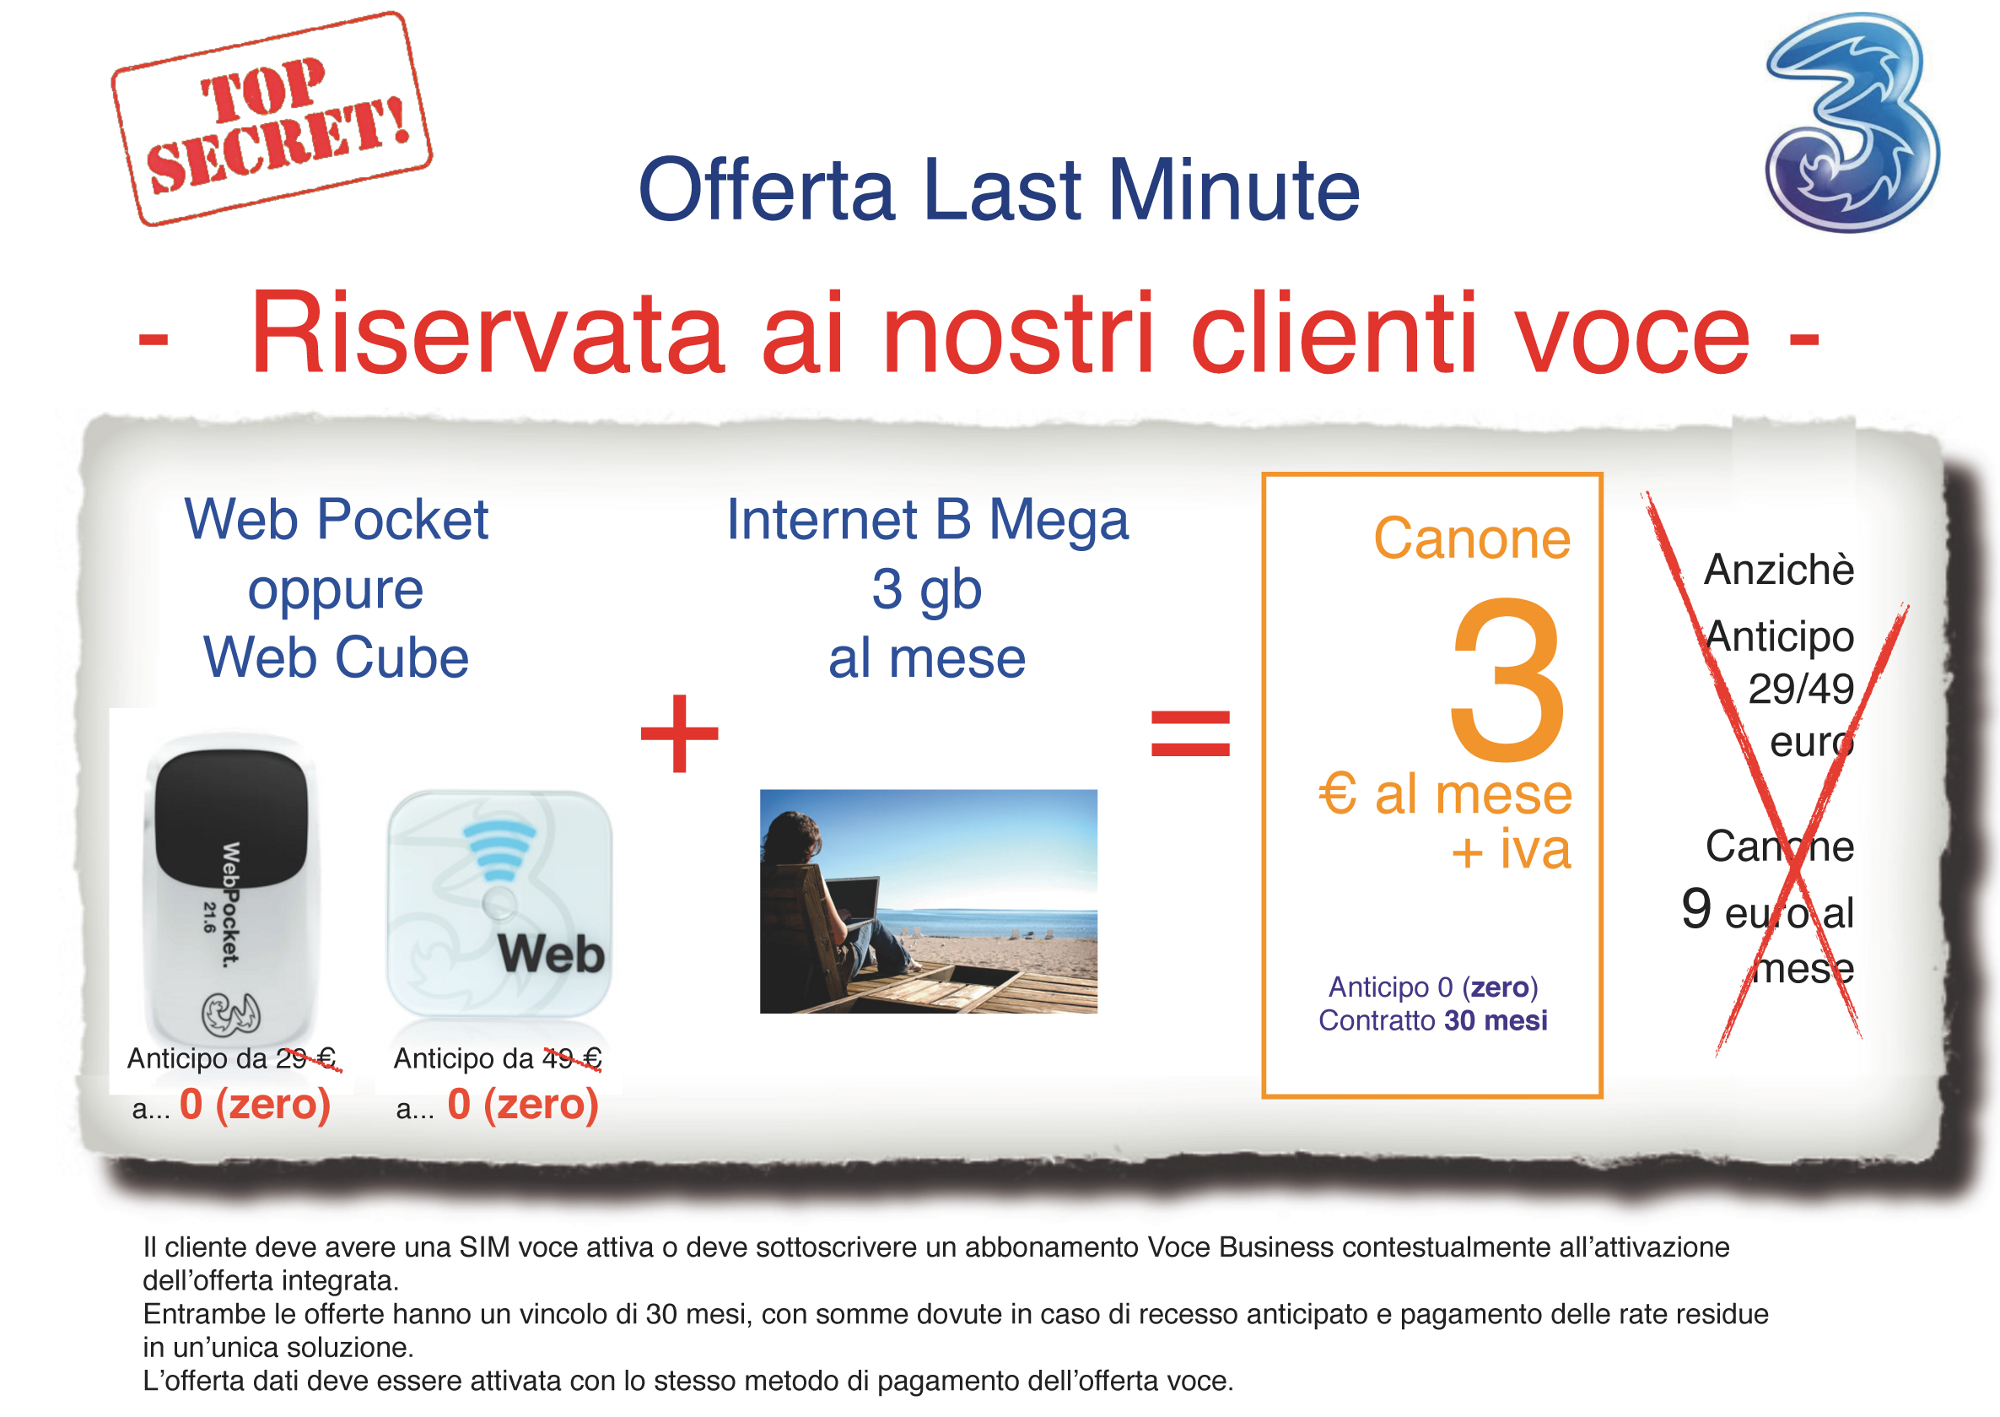 TOP
SECRET!
3
Offerta Last Minute
- Riservata ai nostri clienti voce -
Web Pocket
oppure
Web Cube
WebPocket.
21.6
Web
Anticipo da 29 €
a... 0 (zero)
Anticipo da 49 €
a... 0 (zero)
+
Internet B Mega
3 gb
al mese
=
Canone
3
€ al mese
+ iva
Anticipo 0 (zero)
Contratto 30 mesi
Anzichè
Anticipo
29/49
euro
Canone
9 euro al
mese
Il cliente deve avere una SIM voce attiva o deve sottoscrivere un abbonamento Voce Business contestualmente all’attivazione
dell’offerta integrata.
Entrambe le offerte hanno un vincolo di 30 mesi, con somme dovute in caso di recesso anticipato e pagamento delle rate residue
in un’unica soluzione.
L’offerta dati deve essere attivata con lo stesso metodo di pagamento dell’offerta voce.